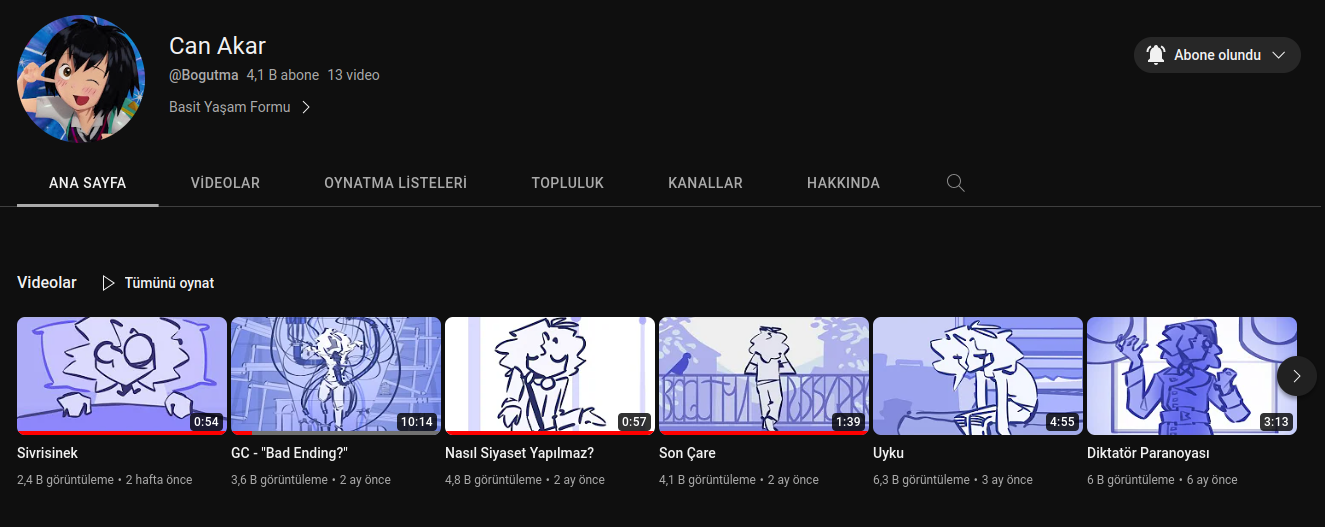 Can Akar
@Bogutma 4,1 B abone 13 video
Basit Yaşam Formu
Abone olundu
ANA SAYFA VİDEOLAR OYNATMA LİSTELERİ TOPLULUK KANALLAR HAKKINDA
Videolar Tümünü oynat
0:54 10:14 0:57 1:39 4:55 3:13
Sivrisinek GC - "Bad Ending?" Nasıl Siyaset Yapılmaz? Son Çare Uyku Diktatör Paranoyası
2,4 B görüntüleme • 2 hafta önce 3,6 B görüntüleme • 2 ay önce 4,8 B görüntüleme • 2 ay önce 4,1 B görüntüleme • 2 ay önce 6,3 B görüntüleme • 3 ay önce 6 B görüntüleme • 6 ay önce